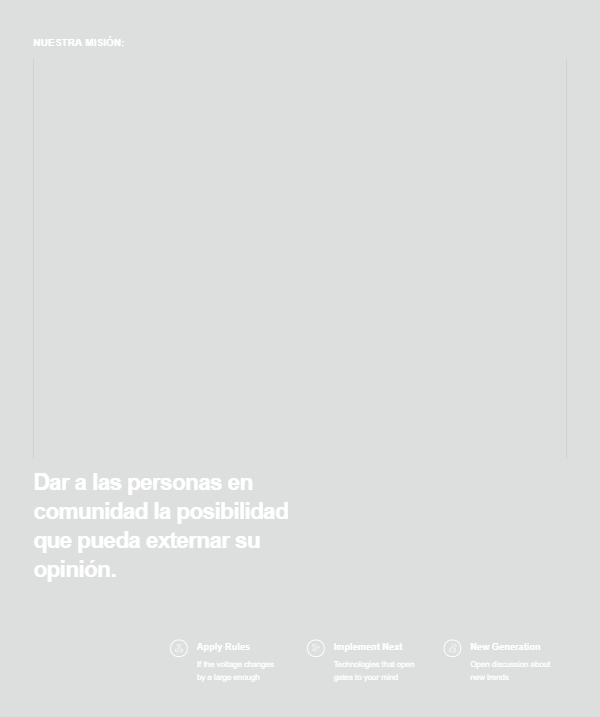 NUESTRA MISIÓN:
Dar a las personas en
comunidad la posibilidad
que pueda externar su
opinión.
Apply Rules
If the voltage changes
by a large enough
Implement Next
Technologies that open
gates to your mind
New Generation
Open discussion about
new trends